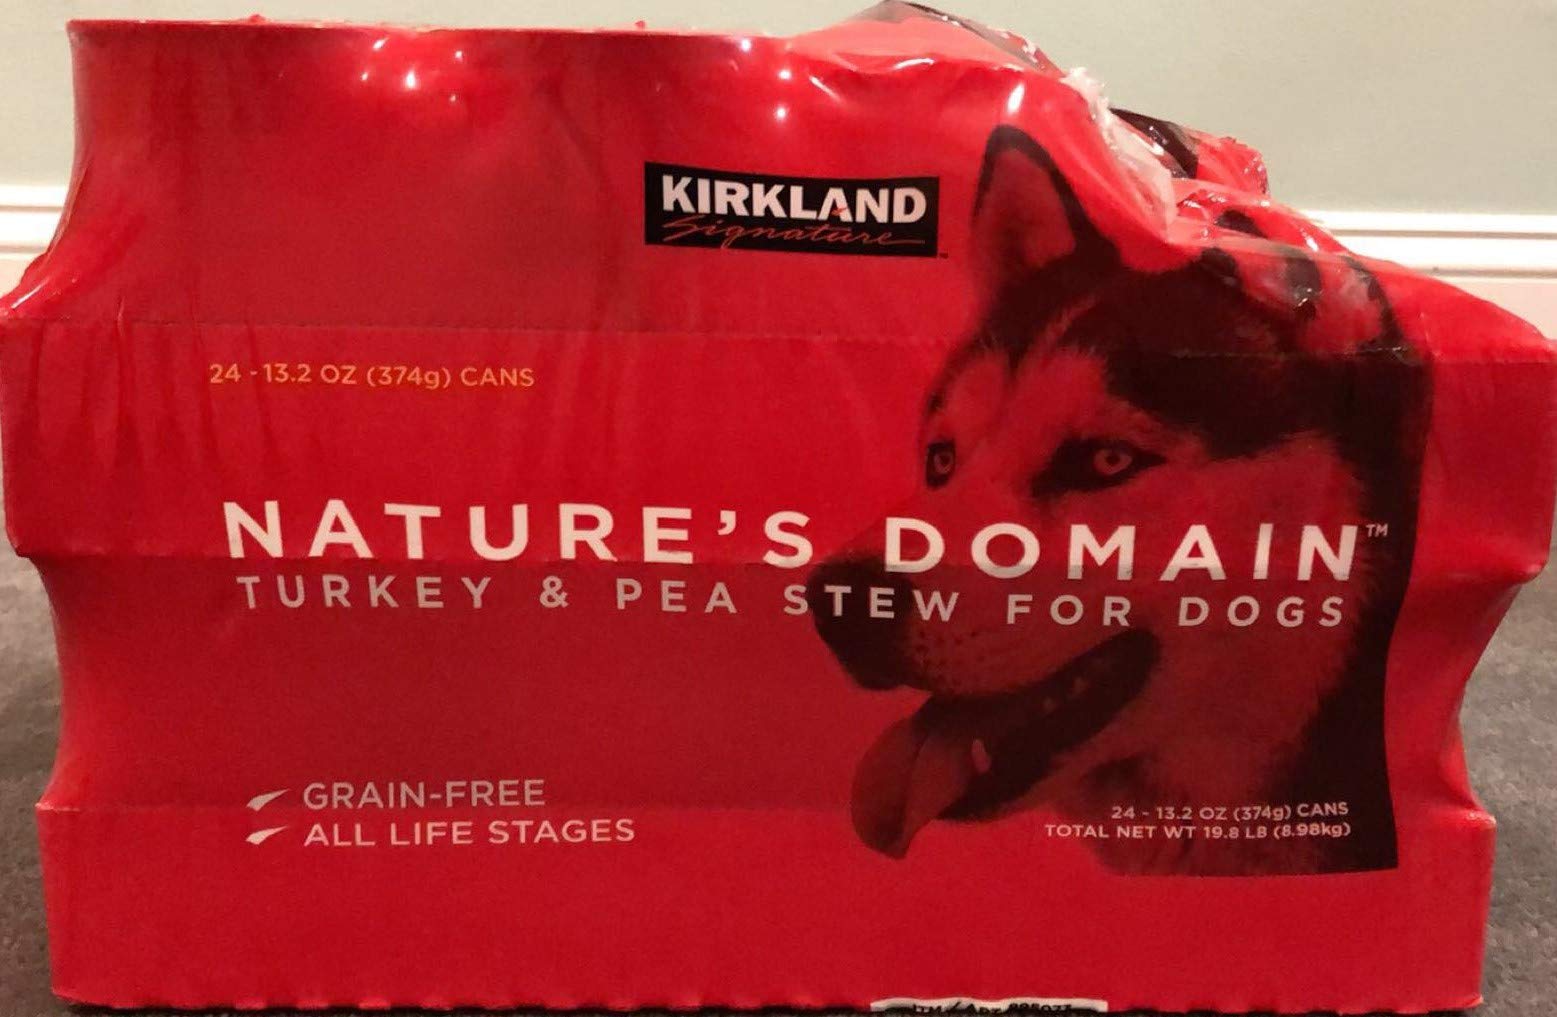 KIRKLAND
Signature
24 - 13.2 OZ (374g) CANS
NATURE'S DOMAIN™
TURKEY & PEA STEW FOR DOGS
GRAIN-FREE
ALL LIFE STAGES
24 - 13.2 OZ (374g) CANS
TOTAL NET WT 19.8 LB (8.98kg)